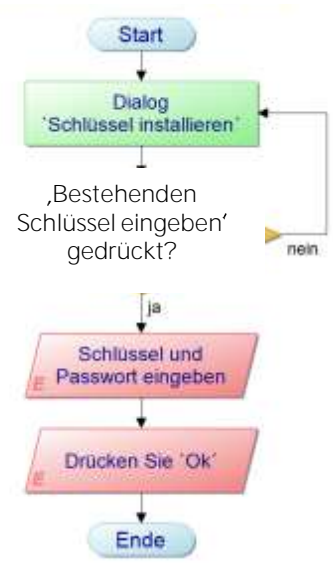 Start
Dialog
`Schlüssel installieren´
‚Bestehenden
Schlüssel eingeben‘
gedrückt?
nein
ja
Schlüssel und
Passwort eingeben
E
Drücken Sie ´Ok´
E
Ende